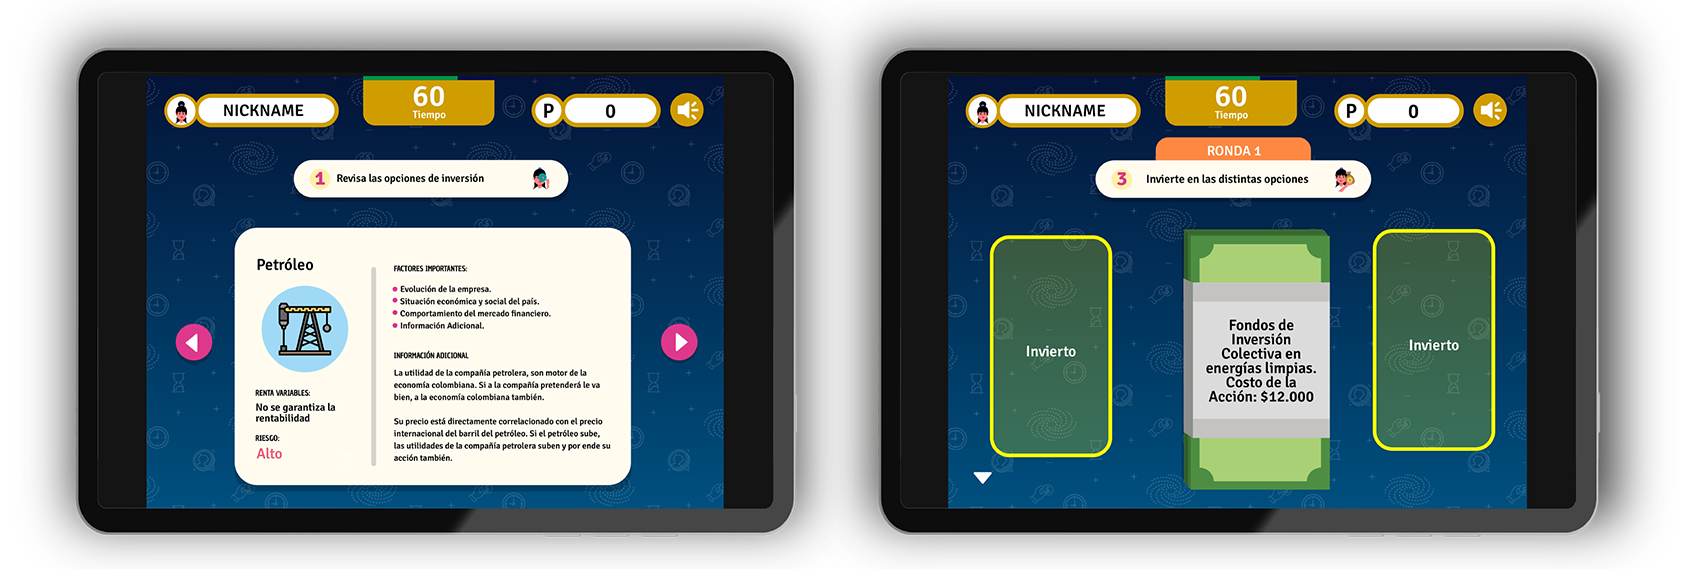 NICKNAME
60
Tiempo
P
0
1
Revisa las opciones de inversión
Petróleo
RENTA VARIABLES:
No se garantiza la
rentabilidad
RIESGO:
Alto
FACTORES IMPORTANTES:
Evolución de la empresa.
Situación económica y social del país.
Comportamiento del mercado financiero.
Información Adicional.
INFORMACIÓN ADICIONAL
La utilidad de la compañía petrolera, son motor de la
economía colombiana. Si a la compañía pretenderá le va
bien, a la economía colombiana también.
Su precio está directamente correlacionado con el precio
internacional del barril del petróleo. Si el petróleo sube,
las utilidades de la compañía petrolera suben y por ende su
acción también.
NICKNAME
60
Tiempo
P
0
RONDA 1
3
Invierte en las distintas opciones
Invierto
Fondos de
Inversión
Colectiva en
energías limpias.
Costo de la
Acción: $12.000
Invierto